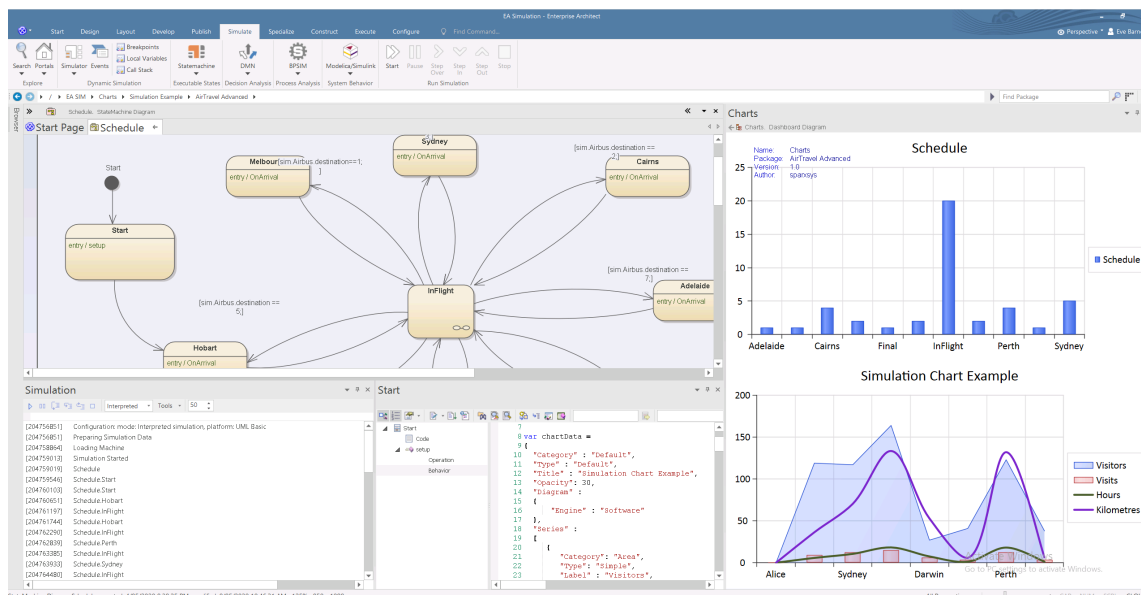 EA Simulation - Enterprise Architect
Start Design Layout Develop Publish Simulate Specialize Construct Execute Configure Find Command...
Perspective Eve Barn
Search Portals Simulator Events
Breakpoints
Local Variables
Call Stack
Statemachine DMN BPSIM Modelica/Simulink Start Pause Step Over Step In Step Out Stop
Explore Dynamic Simulation Executable States Decision Analysis Process Analysis System Behavior Run Simulation
/ EA SIM Charts Simulation Example AirTravel Advanced
Find Package
Browser
Schedule. StateMachine Diagram
Start Page Schedule
Start
Start
entry / setup
Melbour
[sim.Airbus.destination==1;
]
entry / OnArrival
Sydney
entry / OnArrival
[sim.Airbus.destination ==
2;]
Cairns
entry / OnArrival
[sim.Airbus.destination ==
7;]
Adelaide
entry / OnArrival
InFlight
[sim.Airbus.destination ==
5;]
Hobart
entry / OnArrival
Charts
Charts. Dashboard Diagram
Name: Charts
Package: AirTravel Advanced
Version: 1.0
Author: sparxsys
Schedule
25
20
15
10
5
0
Adelaide Cairns Final InFlight Perth Sydney
Schedule
Simulation Chart Example
200
150
100
50
0
Alice Sydney Darwin Perth
Visitors
Visits
Hours
Kilometres
Go to PC settings to activate Windows.
Simulation
Interpreted Tools 50
[204756851] Configuration: mode: Interpreted simulation, platform: UML Basic
[204756851] Preparing Simulation Data
[204758864] Loading Machine
[204759013] Simulation Started
[204759019] Schedule
[204759546] Schedule.Start
[204760103] Schedule.Start
[204760651] Schedule.Hobart
[204761197] Schedule.InFlight
[204761744] Schedule.Hobart
[204762290] Schedule.InFlight
[204762839] Schedule.Perth
[204763385] Schedule.InFlight
[204763933] Schedule.Sydney
[204764480] Schedule.InFlight
Start
Start
Code
setup
Operation
Behavior
7
8 var chartData =
9 {
10 "Category" : "Default",
11 "Type" : "Default",
12 "Title" : "Simulation Chart Example",
13 "Opacity": 30,
14 "Diagram" :
15 {
16 "Engine" : "Software"
17 },
18 "Series" :
19 [
20 {
21 "Category": "Area",
22 "Type": "Simple",
23 "Label" : "Visitors",